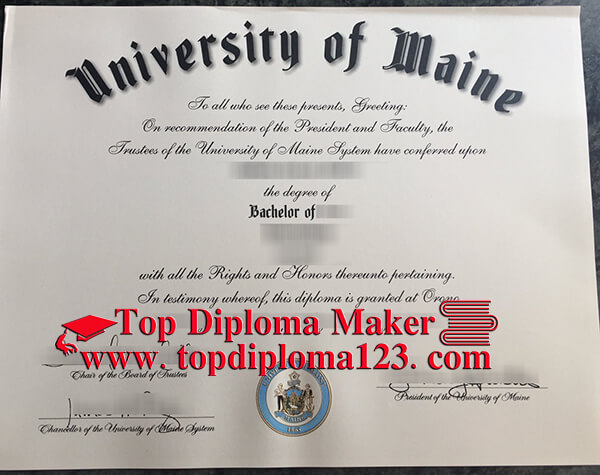 University of Maine
To all who see these presents, Greeting:
On recommendation of the President and Faculty, the
Trustees of the University of Maine System have conferred upon
the degree of
Bachelor of
with all the Rights and Honors thereunto pertaining.
In testimony whereof, this diploma is granted at Orono
Top Diploma Maker
www.topdiploma123.com
Chair of the Board of Trustees
President of the University of Maine
Chancellor of the University of Maine System
MAINE
1865